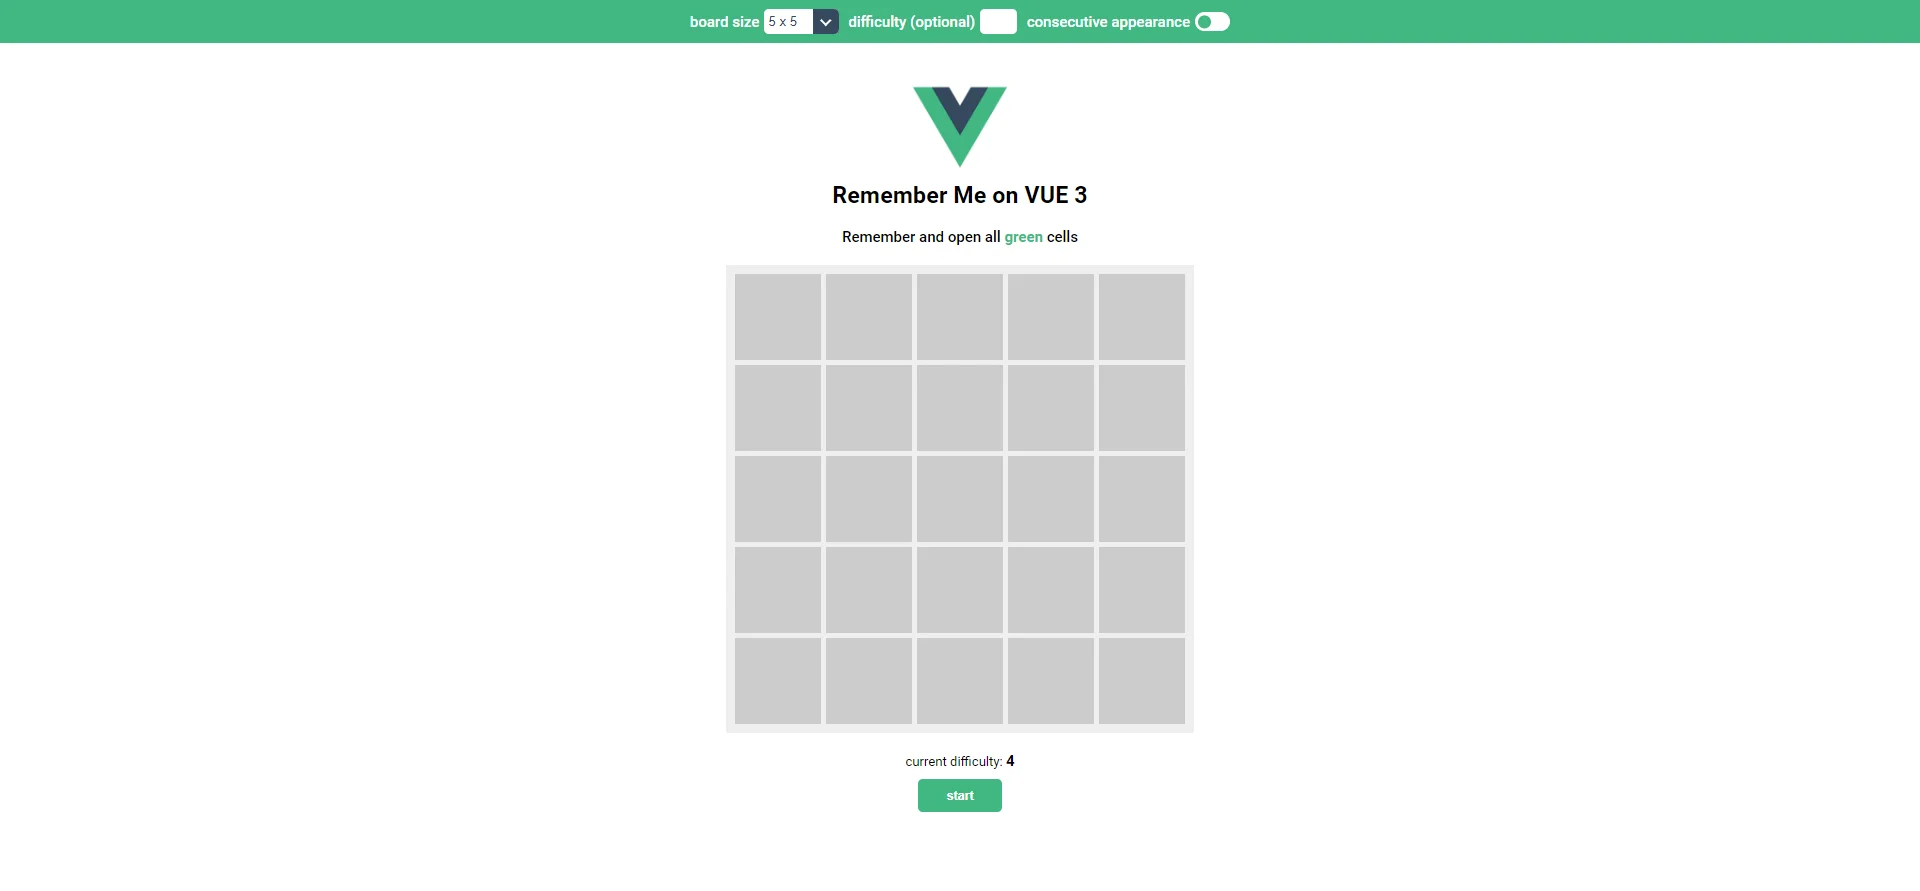 board size 5 x 5 difficulty (optional) consecutive appearance
Remember Me on VUE 3
Remember and open all green cells
current difficulty: 4
start